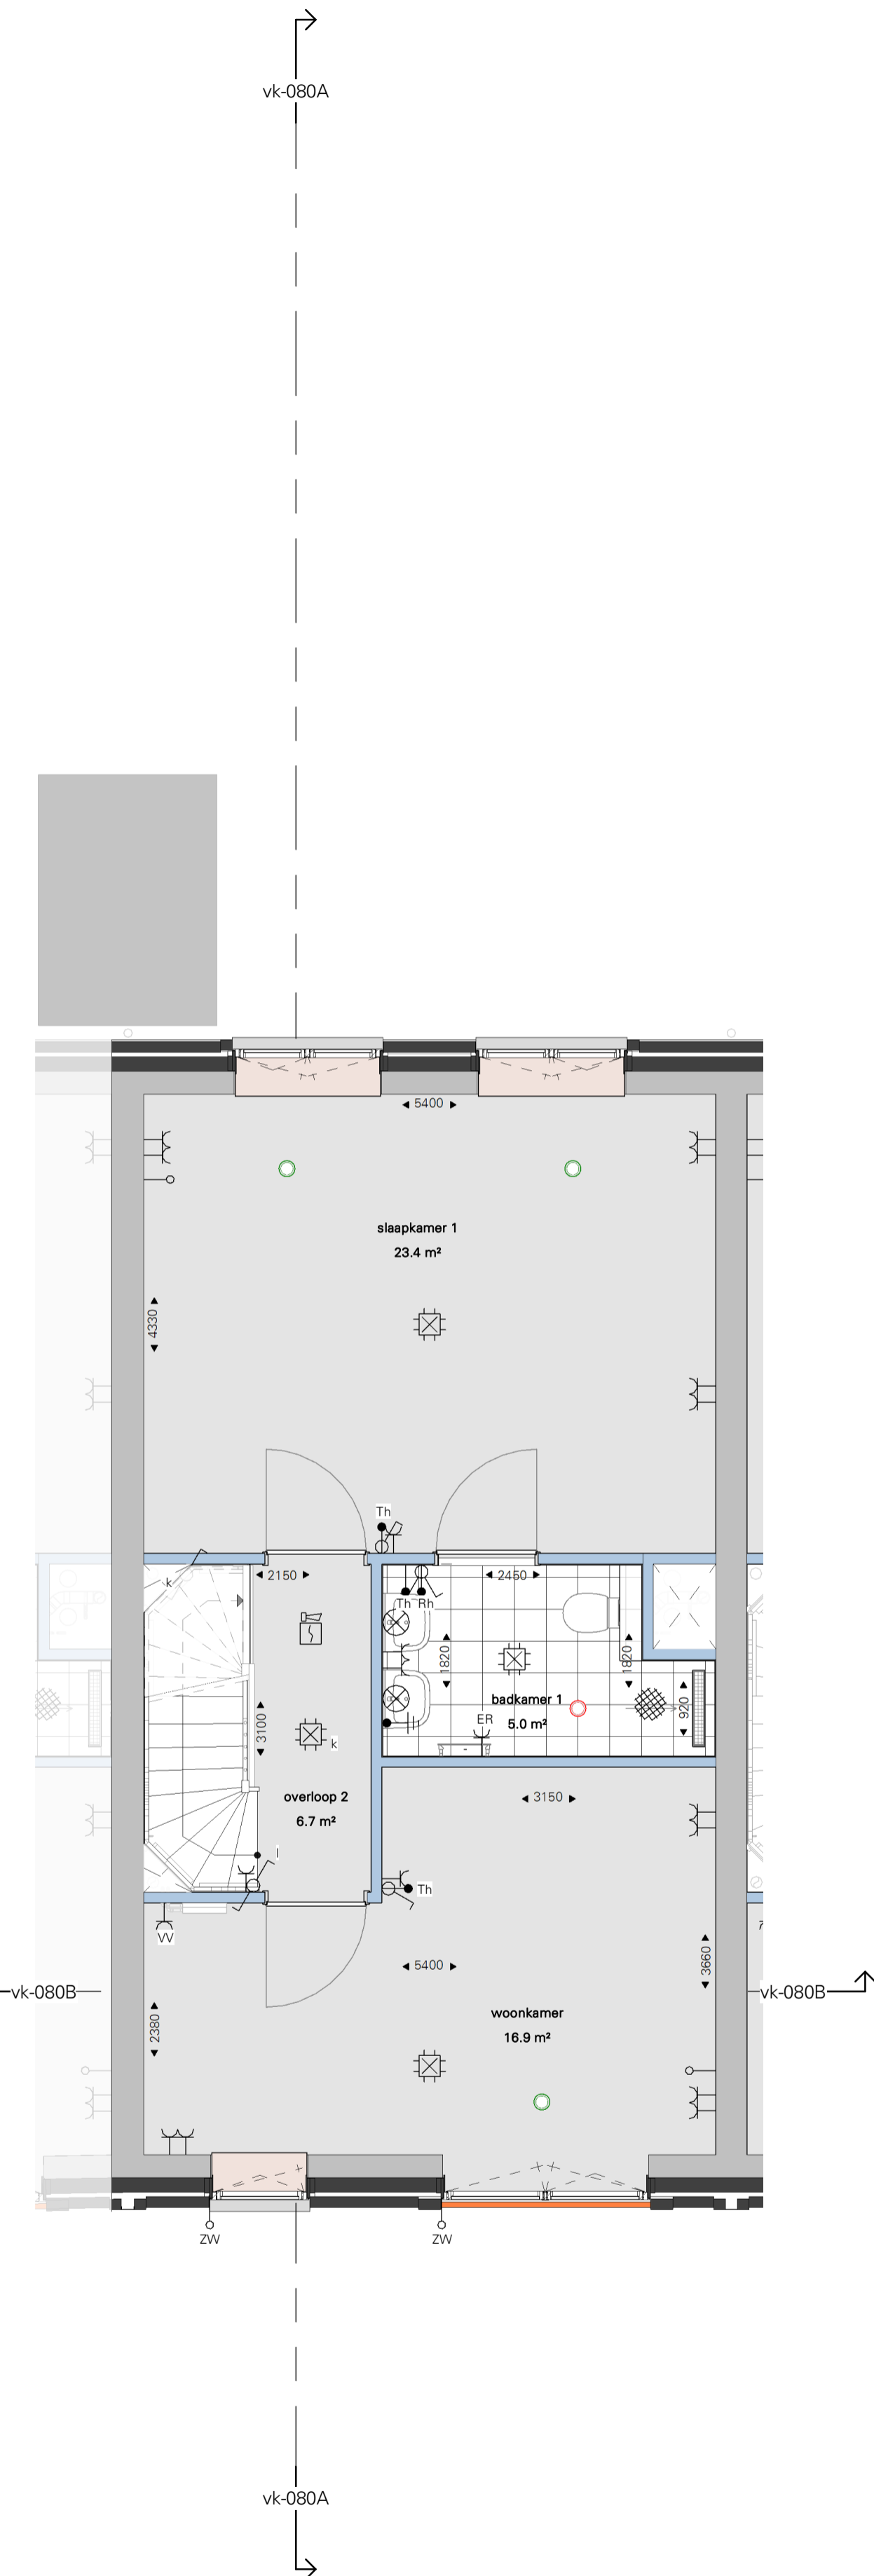 vk-080A
5400
slaapkamer 1
23.4 m²
4330
Th
k
2150
2450
Th Rh
1820
1820
badkamer 1
5.0 m²
ER
920
3100
k
overloop 2
6.7 m²
3150
I
Th
VV
5400
3660
vk-080B
vk-080B
woonkamer
16.9 m²
2380
ZW
ZW
vk-080A